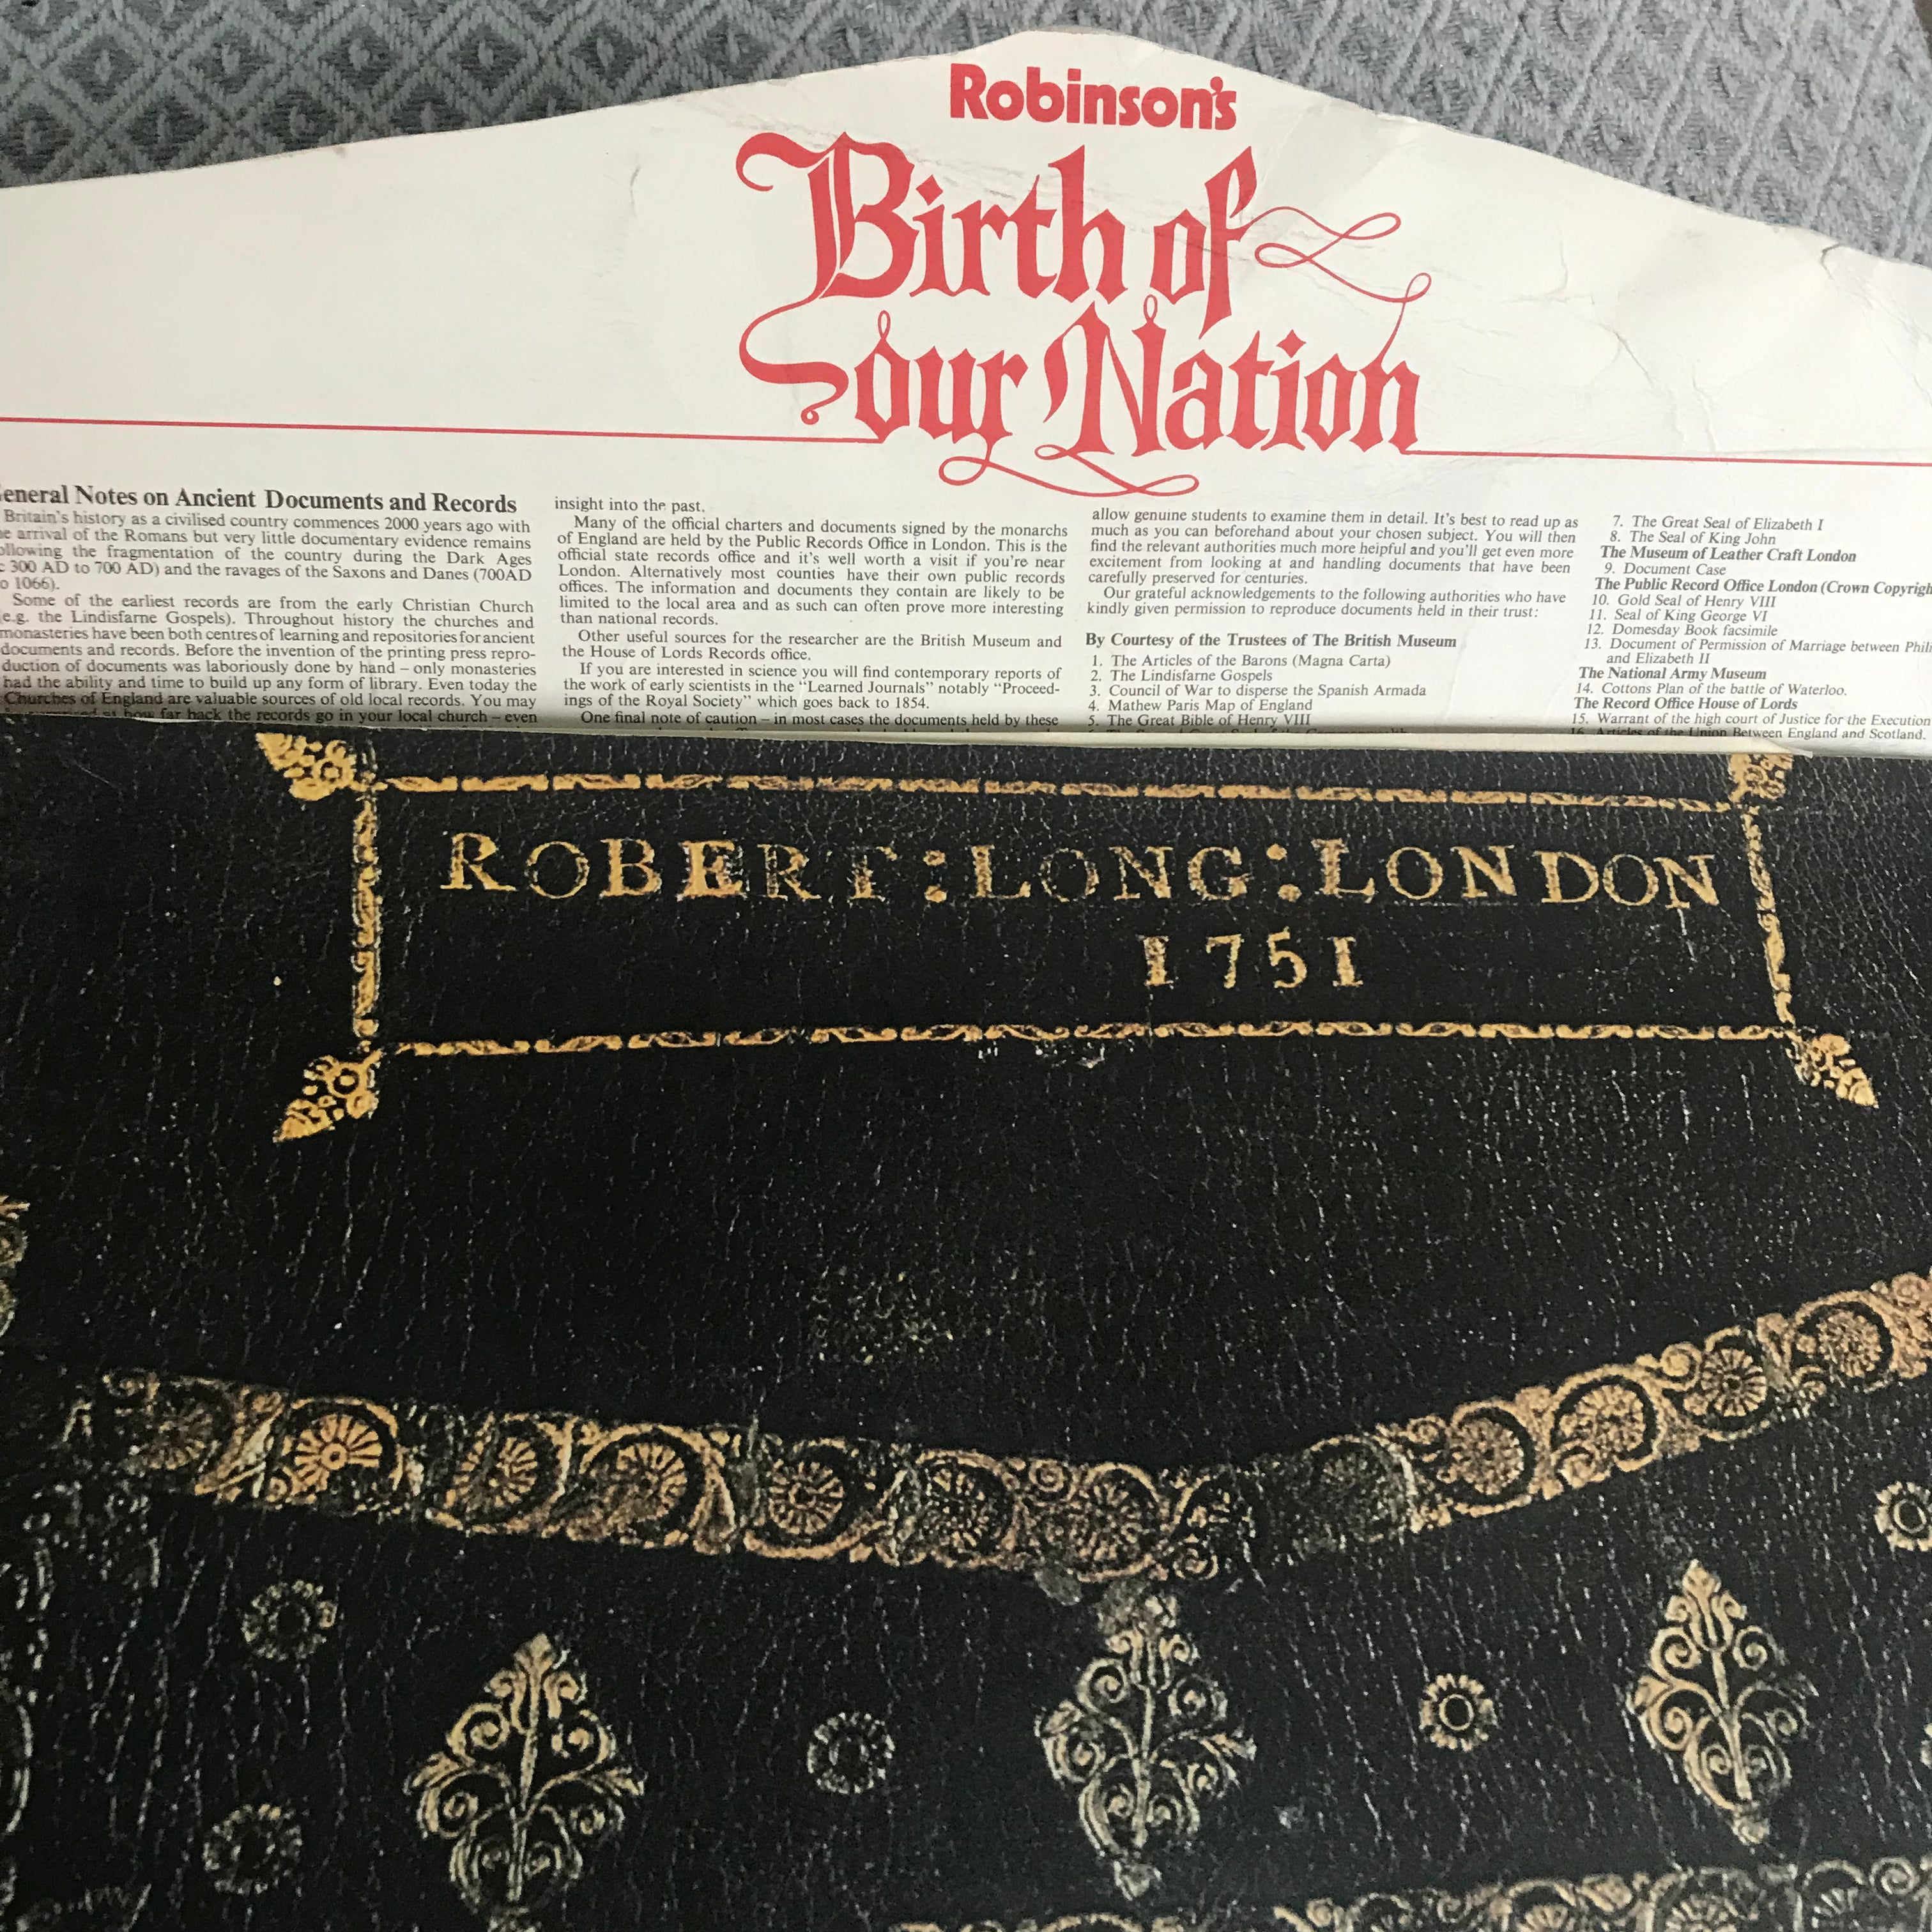 Robinson's
Birth of
our Nation
General Notes on Ancient Documents and Records
Britain's history as a civilised country commences 2000 years ago with
arrival of the Romans but very little documentary evidence remains
following the fragmentation of the country during the Dark Ages
300 AD to 700 AD) and the ravages of the Saxons and Danes (700AD
to 1066).
Some of the earliest records are from the early Christian Church
e.g. the Lindisfarne Gospels). Throughout history the churches and
monasteries have been both centres of learning and repositories for ancient
documents and records. Before the invention of the printing press repro-
duction of documents was laboriously done by hand – only monasteries
had the ability and time to build up any form of library. Even today the
Churches of England are valuable sources of old local records. You may
at how far back the records go in your local church – even
insight into the past.
Many of the official charters and documents signed by the monarchs
of England are held by the Public Records Office in London. This is the
official state records office and it's well worth a visit if you're near
London. Alternatively most counties have their own public records
offices. The information and documents they contain are likely to be
limited to the local area and as such can often prove more interesting
than national records.
Other useful sources for the researcher are the British Museum and
the House of Lords Records office.
If you are interested in science you will find contemporary reports of
the work of early scientists in the "Learned Journals" notably "Proceed-
ings of the Royal Society" which goes back to 1854.
One final note of caution – in most cases the documents held by these
allow genuine students to examine them in detail. It's best to read up as
much as you can beforehand about your chosen subject. You will then
find the relevant authorities much more helpful and you'll get even more
excitement from looking at and handling documents that have been
carefully preserved for centuries.
Our grateful acknowledgements to the following authorities who have
kindly given permission to reproduce documents held in their trust:
By Courtesy of the Trustees of The British Museum
1. The Articles of the Barons (Magna Carta)
2. The Lindisfarne Gospels
3. Council of War to disperse the Spanish Armada
4. Mathew Paris Map of England
5. The Great Bible of Henry VIII
7. The Great Seal of Elizabeth I
8. The Seal of King John
The Museum of Leather Craft London
9. Document Case
The Public Record Office London (Crown Copyrigh
10. Gold Seal of Henry VIII
11. Seal of King George VI
12. Domesday Book facsimile
13. Document of Permission of Marriage between Phili
and Elizabeth II
The National Army Museum
14. Cottons Plan of the battle of Waterloo.
The Record Office House of Lords
15. Warrant of the high court of Justice for the Execution
16. Articles of the Union Between England and Scotland.
ROBERT:LONG:LONDON
1751